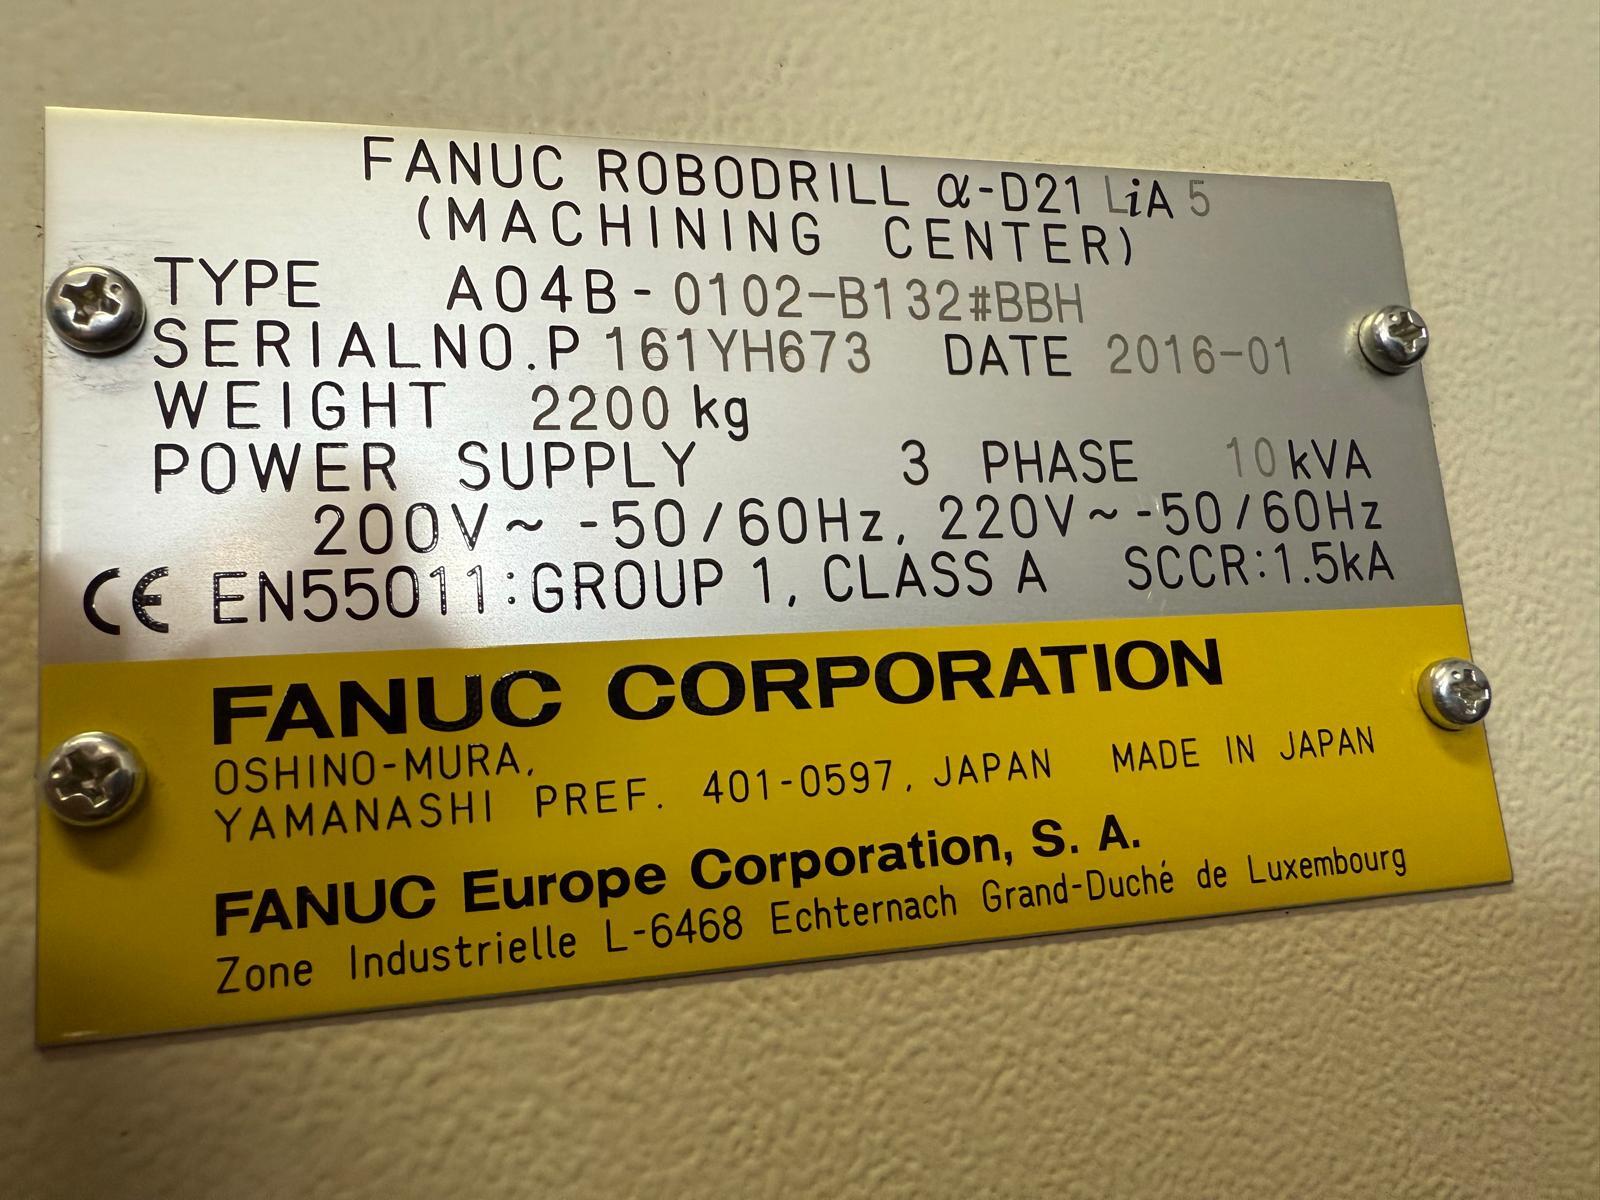 FANUC ROBODRILL α-D21 LiA 5
(MACHINING CENTER)
TYPE A04B-0102-B132#BBH
SERIAL NO.P 161YH673 DATE 2016-01
WEIGHT 2200 kg
POWER SUPPLY 3 PHASE 10 kVA
200V~ -50/60Hz, 220V~ -50/60Hz
CE EN55011:GROUP 1, CLASS A SCCR:1.5kA
FANUC CORPORATION
OSHINO-MURA,
YAMANASHI PREF. 401-0597, JAPAN MADE IN JAPAN
FANUC Europe Corporation, S. A.
Zone Industrielle L-6468 Echternach Grand-Duché de Luxembourg